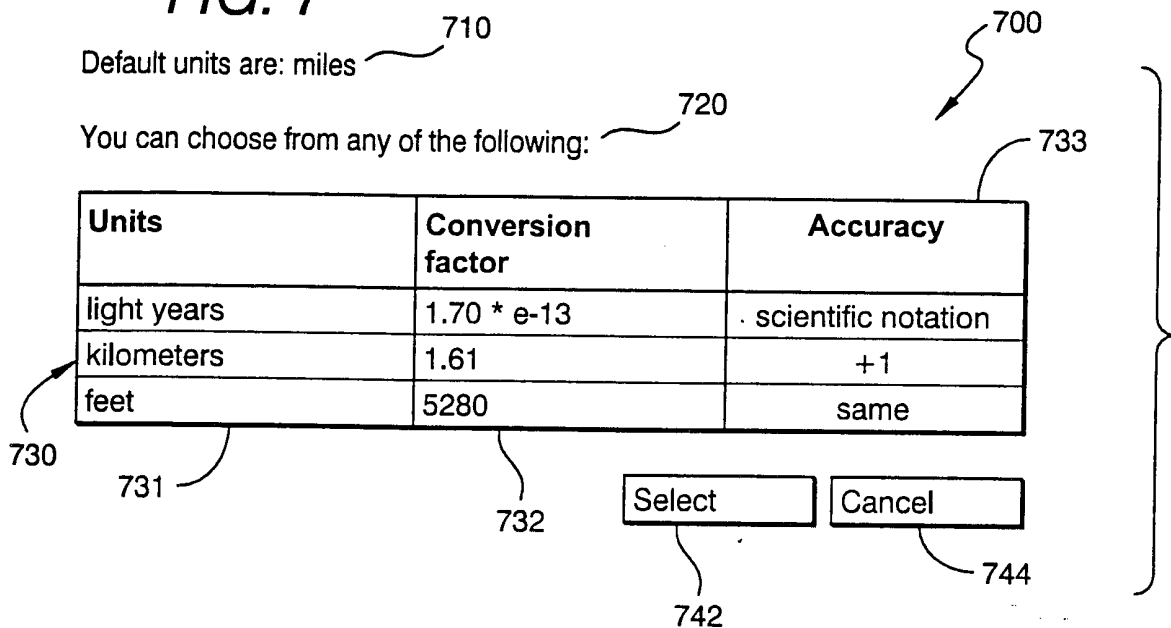 FIG. 7
710
700
Default units are: miles
720
You can choose from any of the following:
733
Units Conversion factor Accuracy
light years 1.70 * e-13 scientific notation
kilometers 1.61 +1
feet 5280 same
730
731
732
Select Cancel
742
744